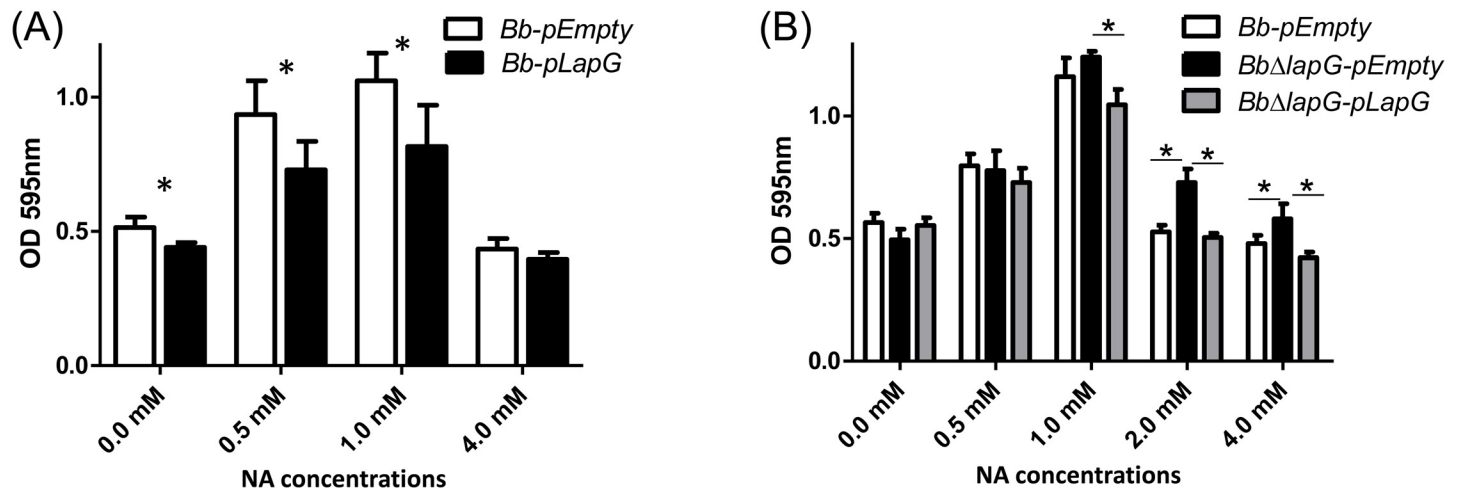 (A)
Bb-pEmpty
Bb-pLapG
*
*
*
1.0
0.5
0.0
OD 595nm
0.0 mM
0.5 mM
1.0 mM
4.0 mM
NA concentrations
(B)
Bb-pEmpty
BbΔlapG-pEmpty
BbΔlapG-pLapG
*
*
*
*
*
1.0
0.5
0.0
OD 595nm
0.0 mM
0.5 mM
1.0 mM
2.0 mM
4.0 mM
NA concentrations